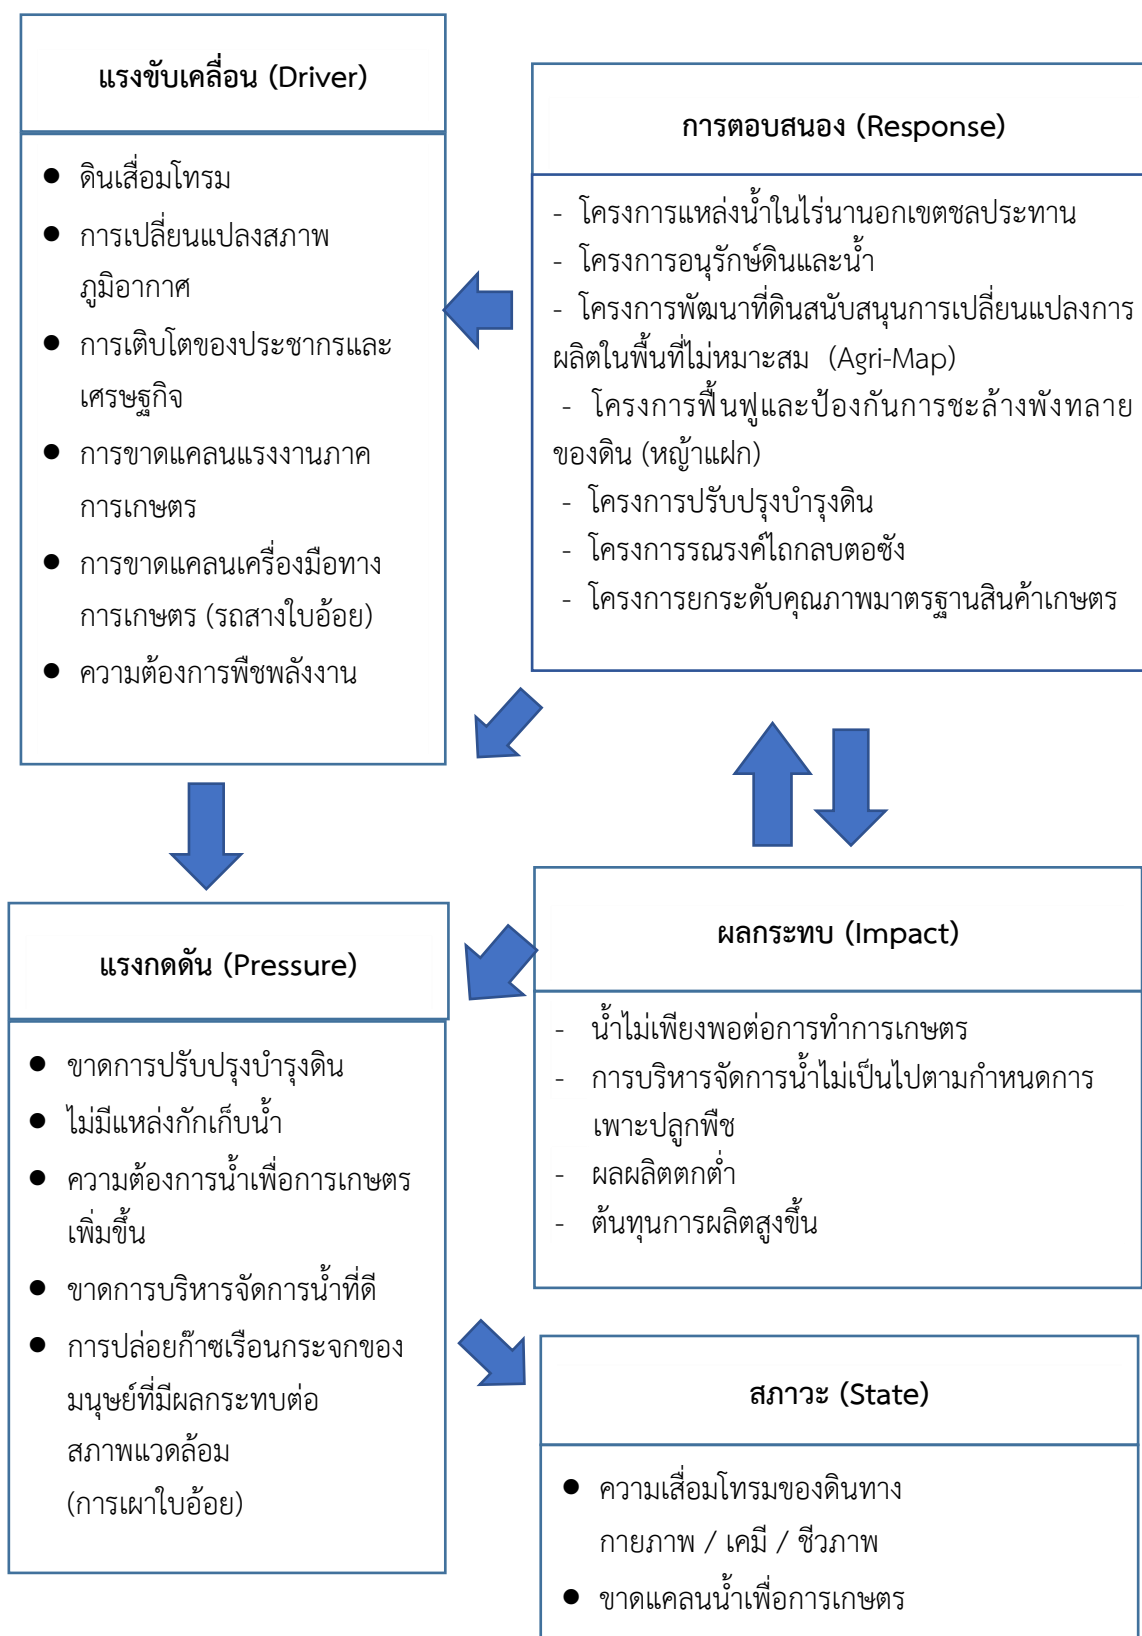 แรงขับเคลื่อน (Driver)
● ดินเสื่อมโทรม
● การเปลี่ยนแปลงสภาพ
ภูมิอากาศ
● การเติบโตของประชากรและ
เศรษฐกิจ
● การขาดแคลนแรงงานภาค
การเกษตร
● การขาดแคลนเครื่องมือทาง
การเกษตร (รถสางใบอ้อย)
● ความต้องการพืชพลังงาน
การตอบสนอง (Response)
- โครงการแหล่งน้ำในไร่นานอกเขตชลประทาน
- โครงการอนุรักษ์ดินและน้ำ
- โครงการพัฒนาที่ดินสนับสนุนการเปลี่ยนแปลงการ
ผลิตในพื้นที่ไม่หมาะสม (Agri-Map)
- โครงการฟื้นฟูและป้องกันการชะล้างพังทลาย
ของดิน (หญ้าแฝก)
- โครงการปรับปรุงบำรุงดิน
- โครงการรณรงค์ไถกลบตอซัง
- โครงการยกระดับคุณภาพมาตรฐานสินค้าเกษตร
แรงกดดัน (Pressure)
● ขาดการปรับปรุงบำรุงดิน
● ไม่มีแหล่งกักเก็บน้ำ
● ความต้องการน้ำเพื่อการเกษตร
เพิ่มขึ้น
● ขาดการบริหารจัดการน้ำที่ดี
● การปล่อยก๊าซเรือนกระจกของ
มนุษย์ที่มีผลกระทบต่อ
สภาพแวดล้อม
(การเผาใบอ้อย)
ผลกระทบ (Impact)
- น้ำไม่เพียงพอต่อการทำการเกษตร
- การบริหารจัดการน้ำไม่เป็นไปตามกำหนดการ
เพาะปลูกพืช
- ผลผลิตตกต่ำ
- ต้นทุนการผลิตสูงขึ้น
สภาวะ (State)
● ความเสื่อมโทรมของดินทาง
กายภาพ / เคมี / ชีวภาพ
● ขาดแคลนน้ำเพื่อการเกษตร